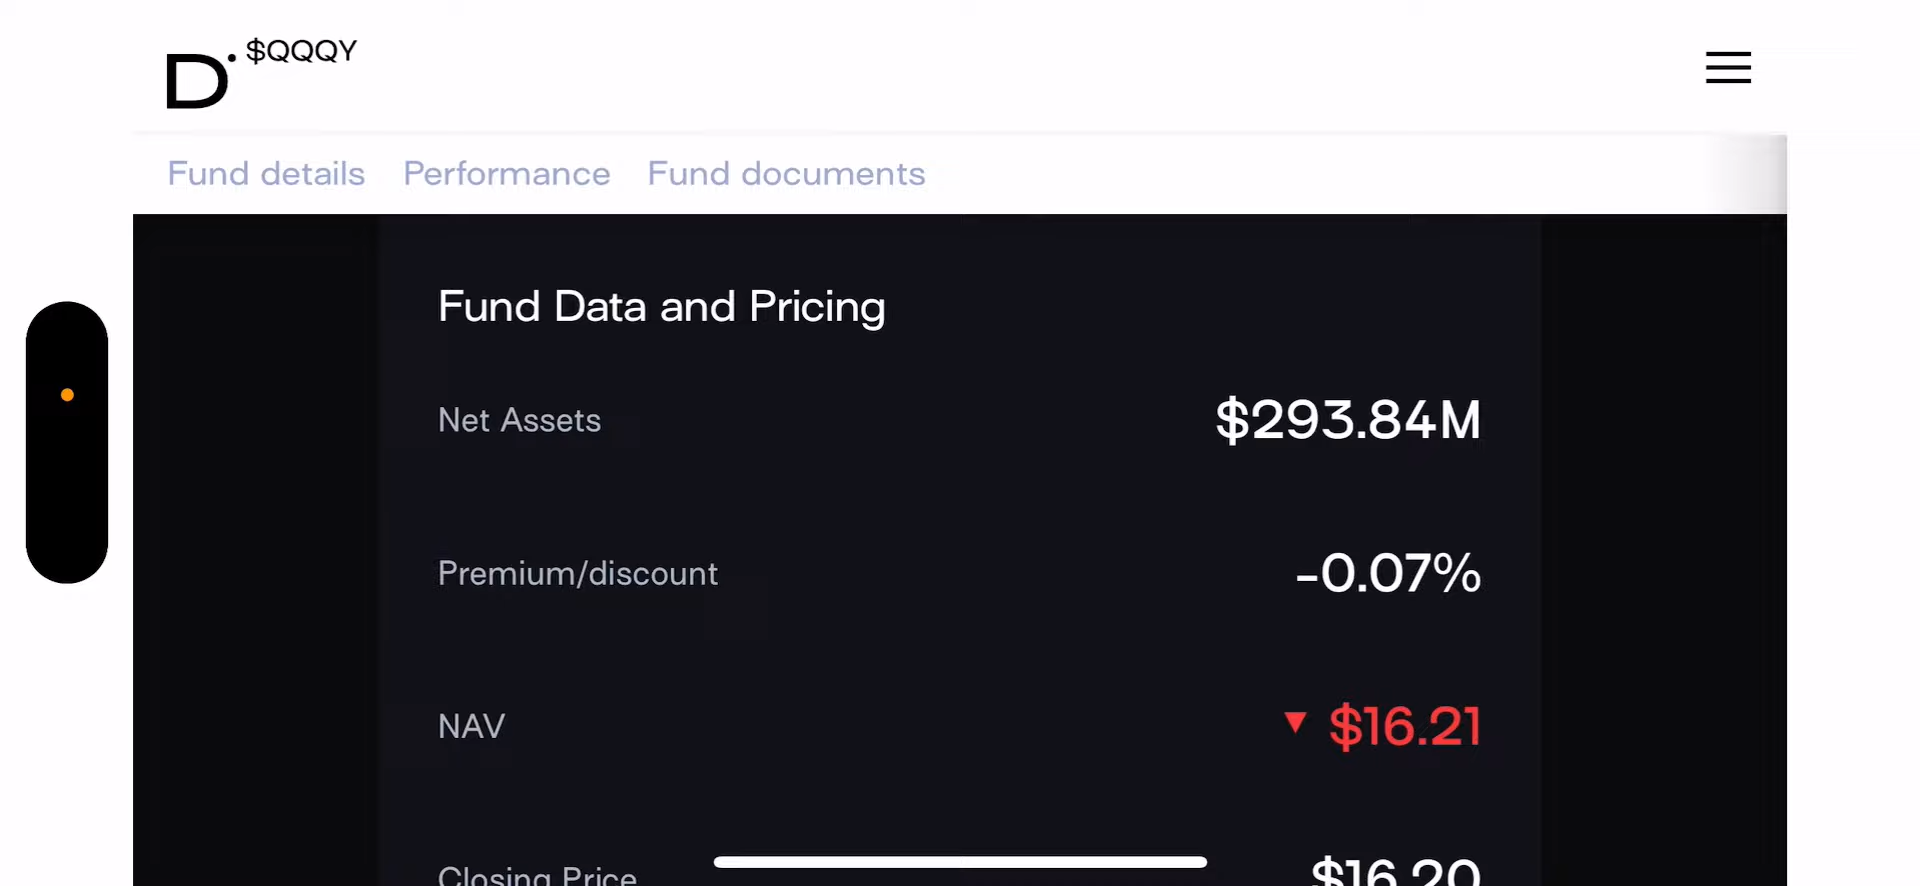 D. $QQQY
Fund details Performance Fund documents
Fund Data and Pricing
Net Assets $293.84M
Premium/discount -0.07%
NAV ▼ $16.21
Closing Price $16.20